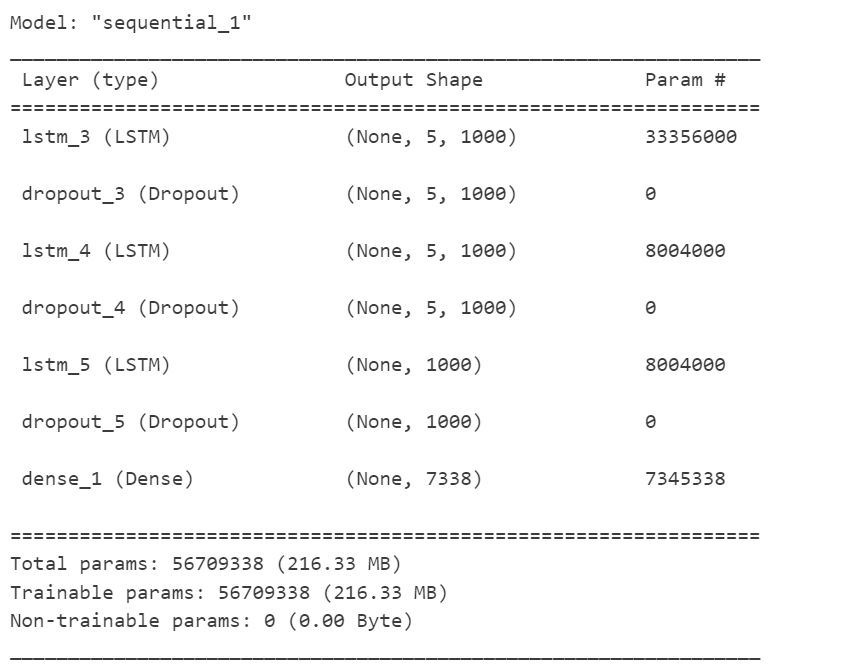 Model: "sequential_1"
Layer (type) Output Shape Param #
lstm_3 (LSTM) (None, 5, 1000) 33356000
dropout_3 (Dropout) (None, 5, 1000) 0
lstm_4 (LSTM) (None, 5, 1000) 8004000
dropout_4 (Dropout) (None, 5, 1000) 0
lstm_5 (LSTM) (None, 1000) 8004000
dropout_5 (Dropout) (None, 1000) 0
dense_1 (Dense) (None, 7338) 7345338
Total params: 56709338 (216.33 MB)
Trainable params: 56709338 (216.33 MB)
Non-trainable params: 0 (0.00 Byte)